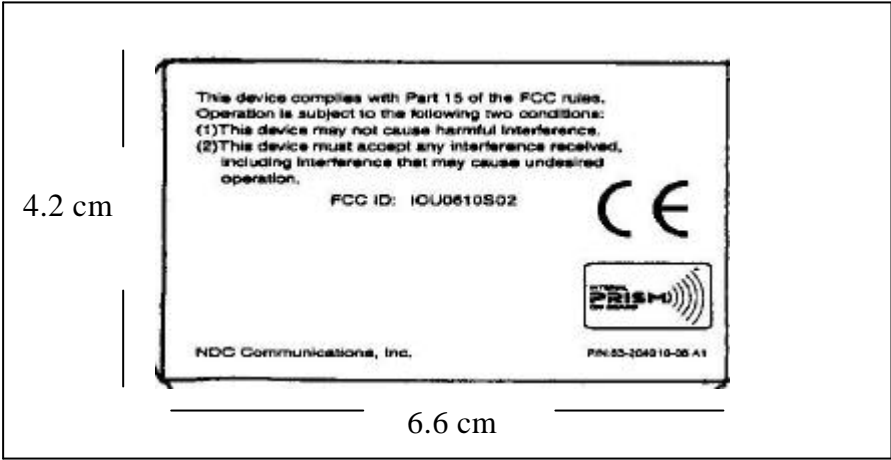 This device complies with Part 15 of the FCC rules.
Operation is subject to the following two conditions:
(1)This device may not cause harmful interference.
(2)This device must accept any interference received,
including interference that may cause undesired
operation.
4.2 cm
FCC ID: IOU0610S02
CE
PRISM
NDC Communications, Inc.
6.6 cm